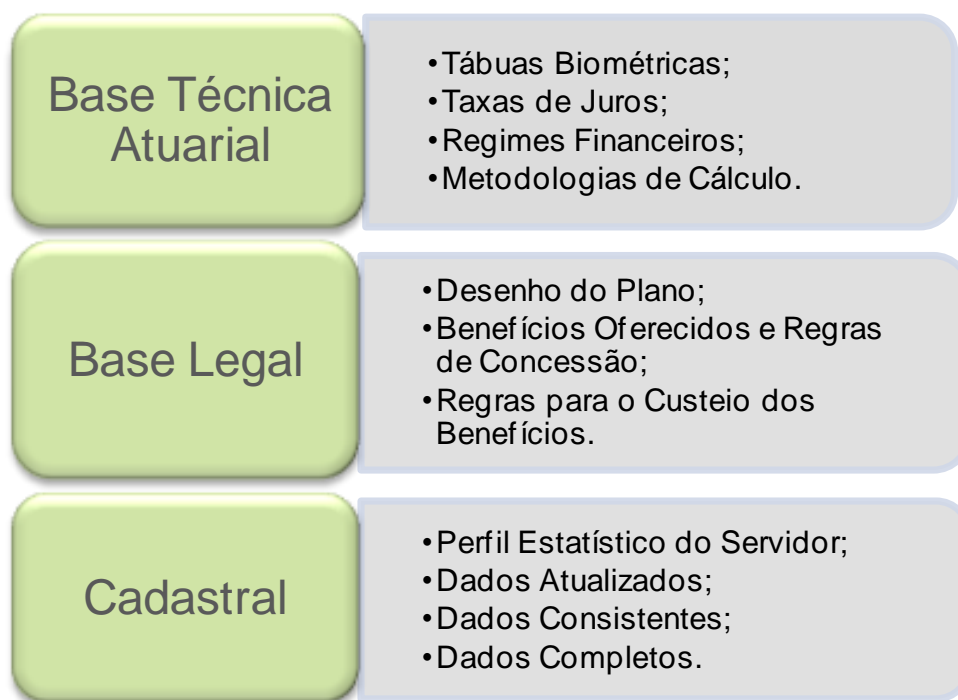 Base Técnica
Atuarial
•Tábuas Biométricas;
•Taxas de Juros;
•Regimes Financeiros;
•Metodologias de Cálculo.
Base Legal
•Desenho do Plano;
•Benefícios Oferecidos e Regras
de Concessão;
•Regras para o Custeio dos
Benefícios.
Cadastral
•Perfil Estatístico do Servidor;
•Dados Atualizados;
•Dados Consistentes;
•Dados Completos.